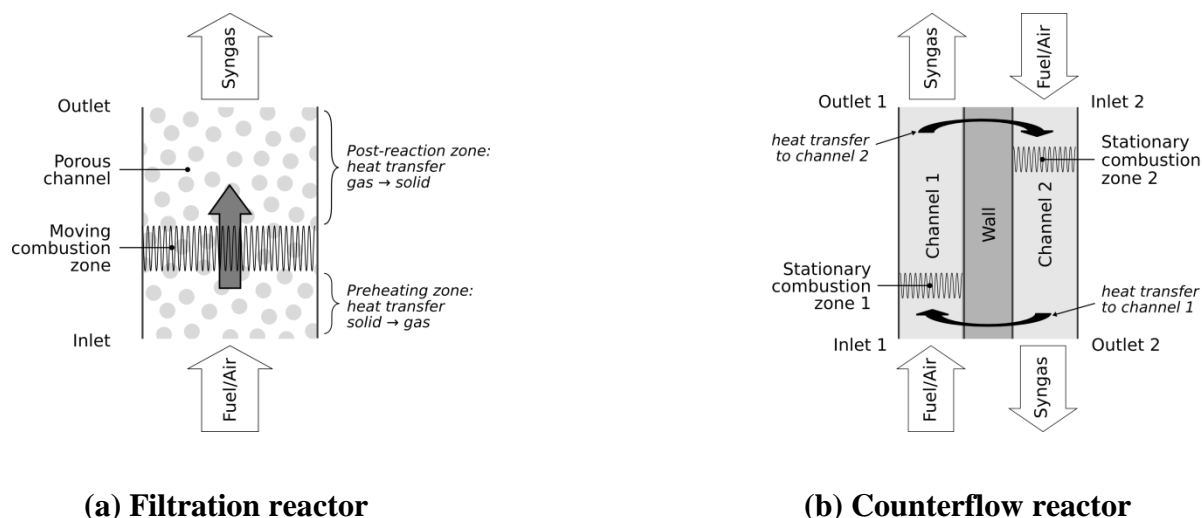 Syngas
Outlet
Porous
channel
Post-reaction zone:
heat transfer
gas → solid
Moving
combustion
zone
Preheating zone:
heat transfer
solid → gas
Inlet
Fuel/Air
(a) Filtration reactor
Syngas
Fuel/Air
Outlet 1
Inlet 2
heat transfer
to channel 2
Stationary
combustion
zone 2
Channel 1
Wall
Channel 2
Stationary
combustion
zone 1
heat transfer
to channel 1
Inlet 1
Outlet 2
Fuel/Air
Syngas
(b) Counterflow reactor